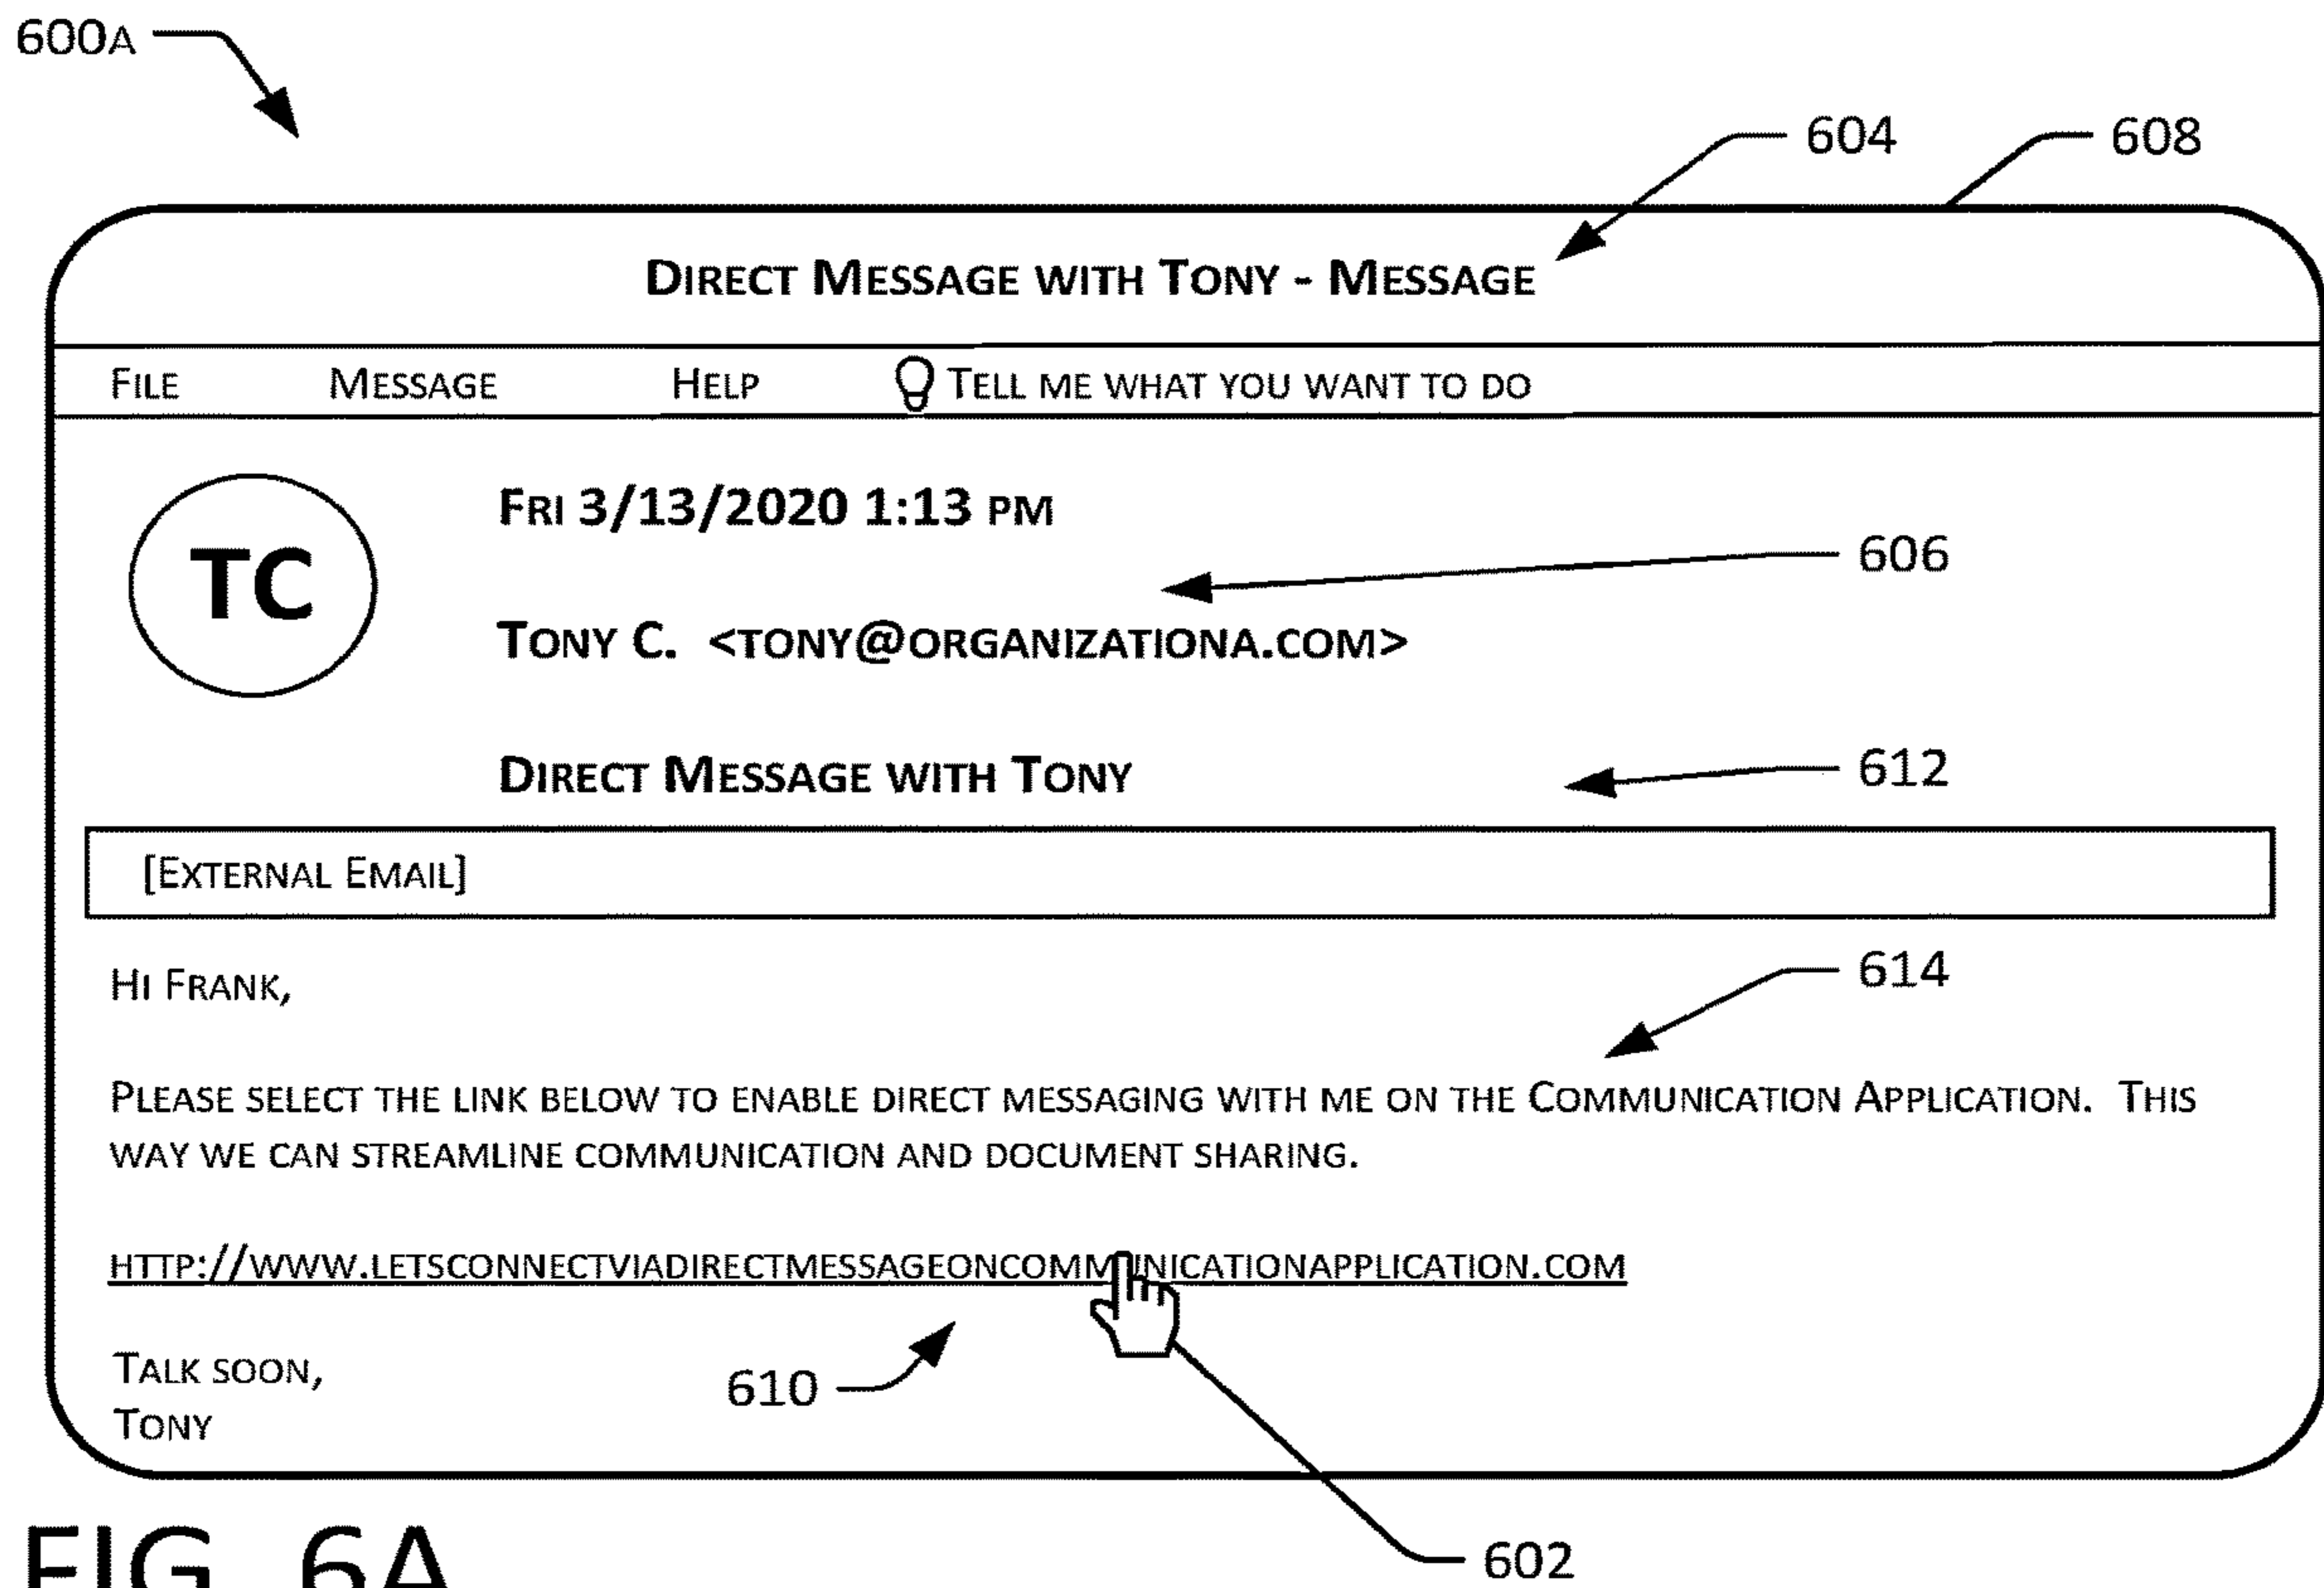 600A
604
608
DIRECT MESSAGE WITH TONY - MESSAGE
FILE MESSAGE HELP TELL ME WHAT YOU WANT TO DO
FRI 3/13/2020 1:13 PM
TC
606
TONY C. <TONY@ORGANIZATIONA.COM>
DIRECT MESSAGE WITH TONY
612
[EXTERNAL EMAIL]
HI FRANK,
614
PLEASE SELECT THE LINK BELOW TO ENABLE DIRECT MESSAGING WITH ME ON THE COMMUNICATION APPLICATION. THIS
WAY WE CAN STREAMLINE COMMUNICATION AND DOCUMENT SHARING.
HTTP://WWW.LETSCONNECTVIADIRECTMESSAGEONCOMMUNICATIONAPPLICATION.COM
TALK SOON,
610
TONY
602
FIG. 6A